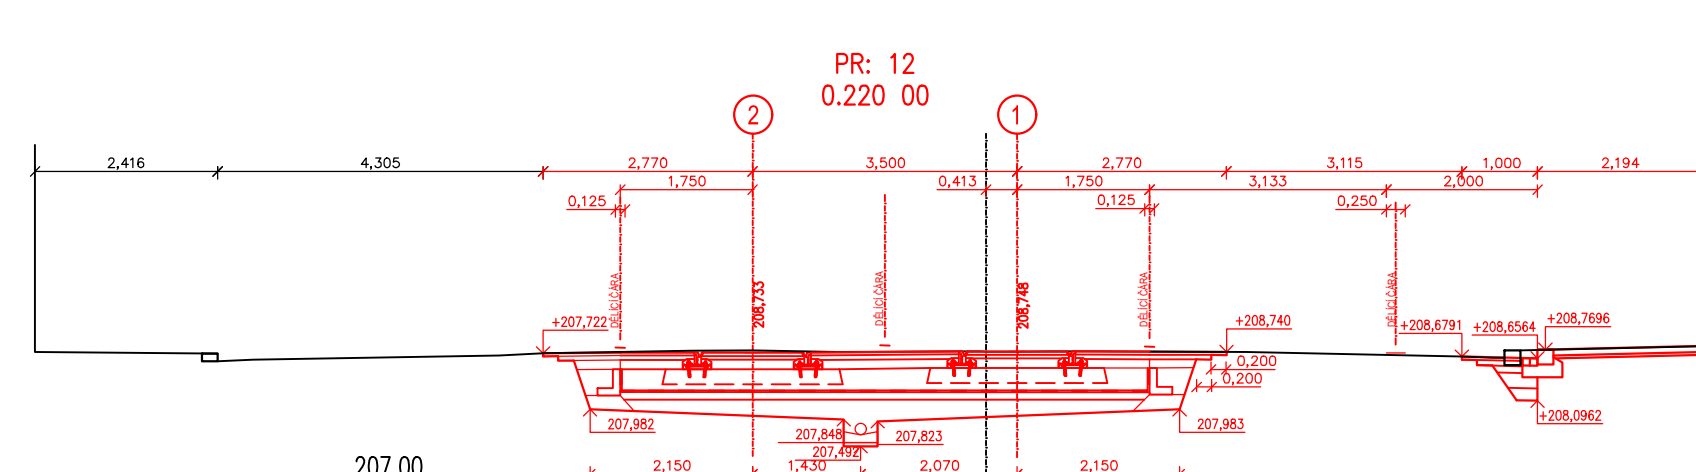 PR: 12
0.220 00
2 1
2,416 4,305 2,770 3,500 2,770 3,115 1,000 2,194
1,750 0,413 1,750 3,133 2,000
0,125 0,125 0,250
DĚLICÍ ČÁRA 208,733 DĚLICÍ ČÁRA 208,748 DĚLICÍ ČÁRA DĚLICÍ ČÁRA
+207,722 +208,740 +208,6791 +208,6564 +208,7696
0,200
0,200
207,982 207,848 207,823 207,983 +208,0962
207,492
207.00 2,150 1,430 2,070 2,150